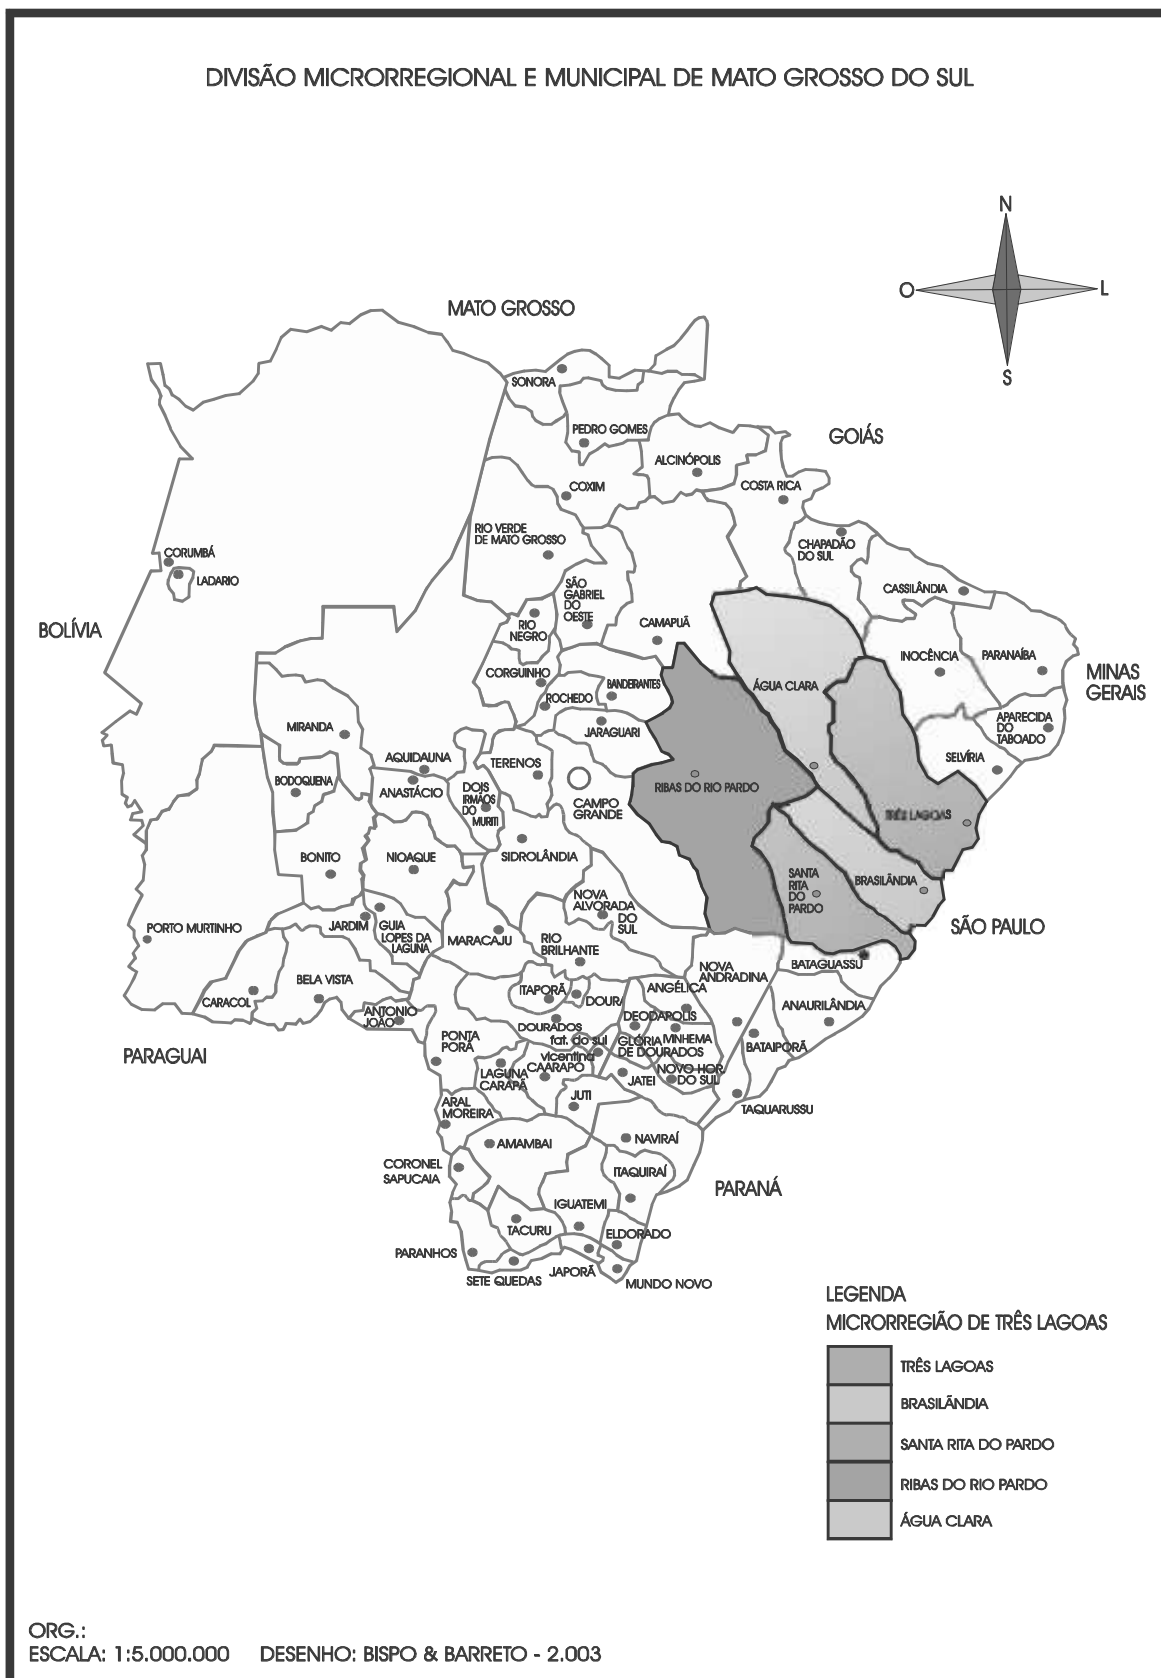 DIVISÃO MICRORREGIONAL E MUNICIPAL DE MATO GROSSO DO SUL
N
O
L
S
MATO GROSSO
SONORA
PEDRO GOMES
GOIÁS
ALCINÓPOLIS
COXIM
COSTA RICA
RIO VERDE
DE MATO GROSSO
CHAPADÃO
DO SUL
CORUMBÁ
LADARIO
SÃO
GABRIEL
DO
OESTE
CASSILÂNDIA
BOLÍVIA
RIO
NEGRO
CAMAPUÃ
INOCÊNCIA
PARANAÍBA
MINAS
GERAIS
CORGUINHO
BANDEIRANTES
ROCHEDO
ÁGUA CLARA
MIRANDA
JARAGUARI
APARECIDA
DO
TABOADO
AQUIDAUNA
TERENOS
SELVÍRIA
BODOQUENA
ANASTÁCIO
DOIS
IRMÃOS
DO
MURITI
CAMPO
GRANDE
RIBAS DO RIO PARDO
TRÊS LAGOAS
BONITO
NIOAQUE
SIDROLÂNDIA
SANTA
RITA
DO
PARDO
BRASILÂNDIA
NOVA
ALVORADA
DO
SUL
PORTO MURTINHO
JARDIM
GUIA
LOPES DA
LAGUNA
MARACAJU
RIO
BRILHANTE
SÃO PAULO
BATAGUASSU
NOVA
ANDRADINA
BELA VISTA
CARACOL
ITAPORÃ
DOURA
ANGÉLICA
ANAURILÂNDIA
ANTONIO
JOÃO
DOURADOS
DEODAPOLIS
PARAGUAI
PONTA
PORÃ
fat. do sul
GLÓRIA
DE DOURADOS
IVINHEMA
BATAIPORÃ
vicentina
CAARAPÓ
LAGUNA
CARAPÃ
JATEI
NOVO HOR
DO SUL
JUTI
ARAL
MOREIRA
TAQUARUSSU
AMAMBAI
NAVIRAÍ
CORONEL
SAPUCAIA
ITAQUIRAÍ
PARANÁ
IGUATEMI
TACURU
ELDORADO
PARANHOS
SETE QUEDAS
JAPORÃ
MUNDO NOVO
LEGENDA
MICRORREGIÃO DE TRÊS LAGOAS
TRÊS LAGOAS
BRASILÃNDIA
SANTA RITA DO PARDO
RIBAS DO RIO PARDO
ÁGUA CLARA
ORG.:
ESCALA: 1:5.000.000 DESENHO: BISPO & BARRETO - 2.003